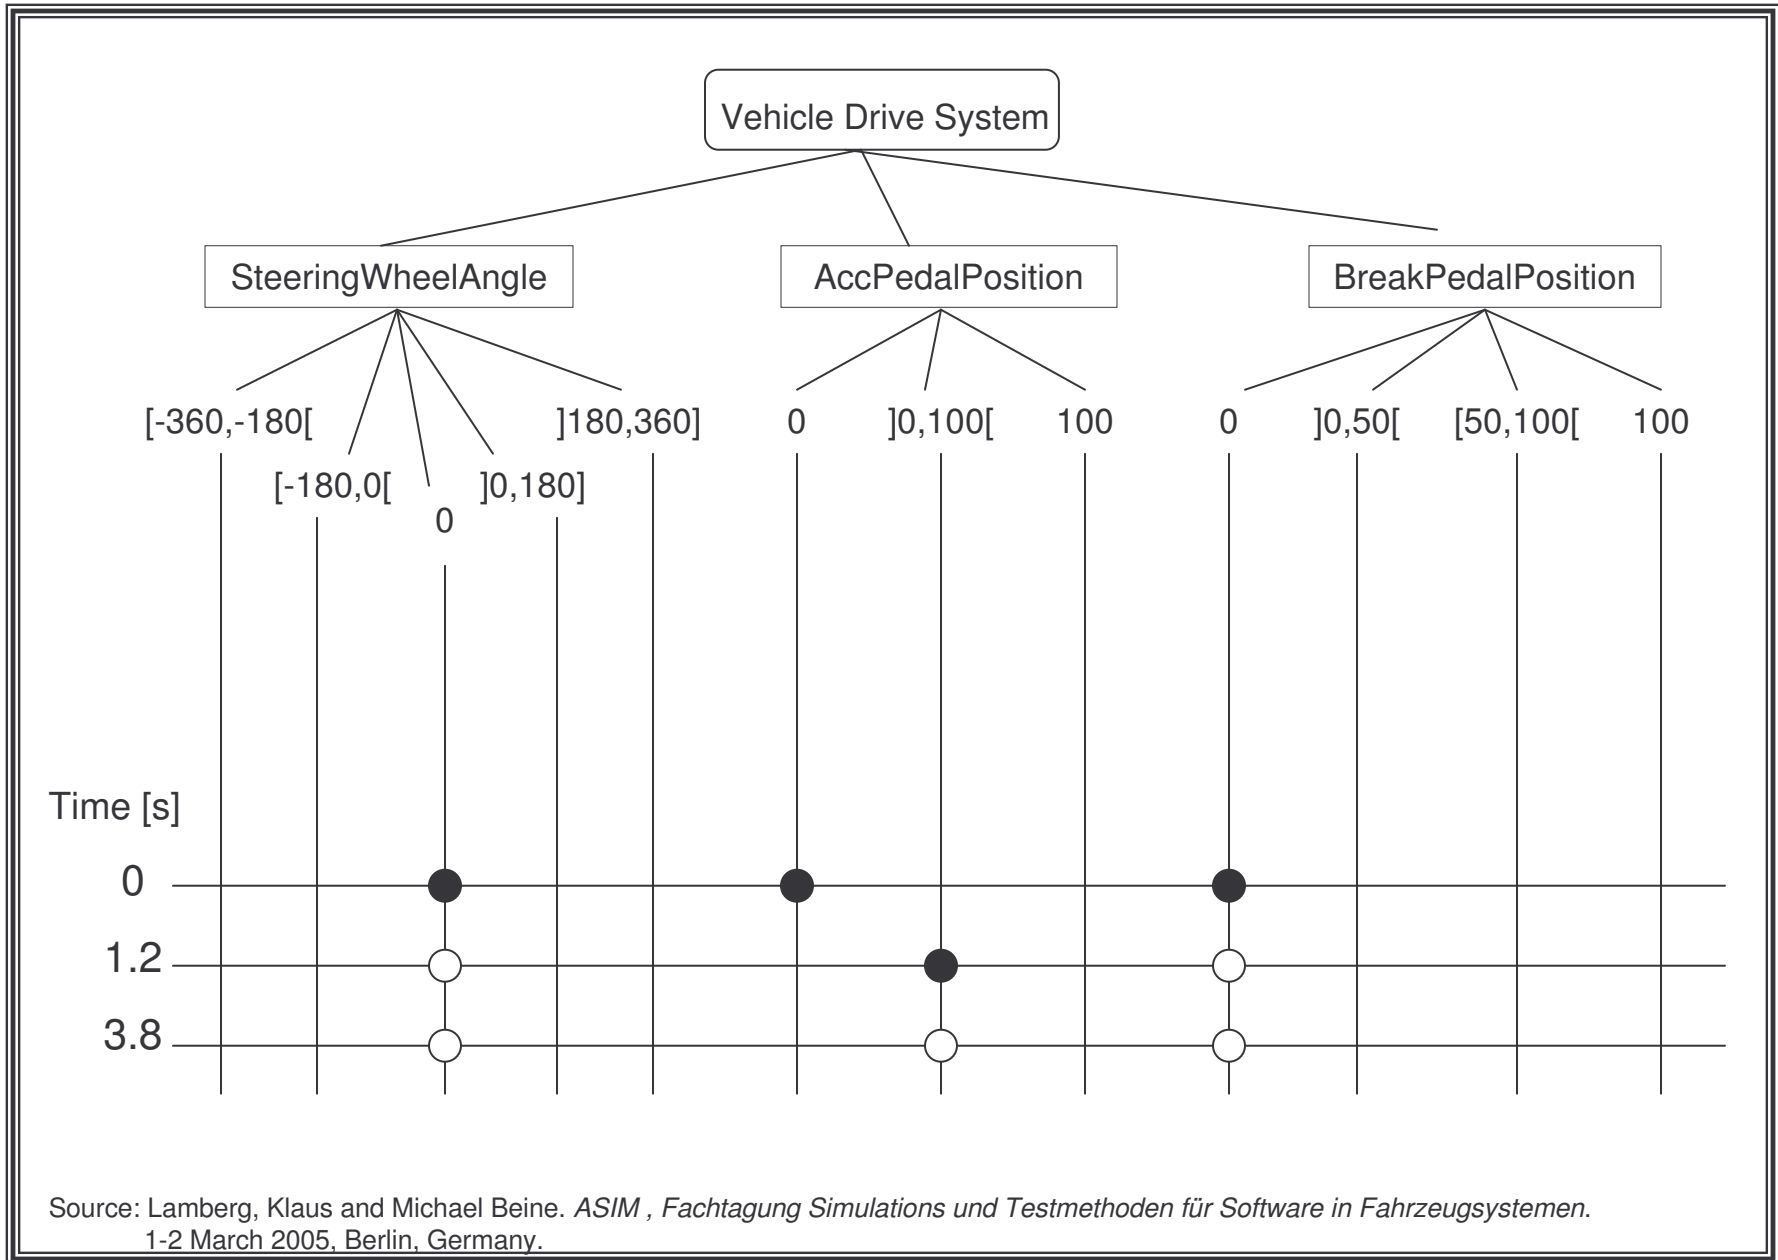 Vehicle Drive System
SteeringWheelAngle AccPedalPosition BreakPedalPosition
[-360,-180[ ]180,360] 0 ]0,100[ 100 0 ]0,50[ [50,100[ 100
[-180,0[ ]0,180]
0
Time [s]
0
1.2
3.8
Source: Lamberg, Klaus and Michael Beine. ASIM , Fachtagung Simulations und Testmethoden für Software in Fahrzeugsystemen.
1-2 March 2005, Berlin, Germany.